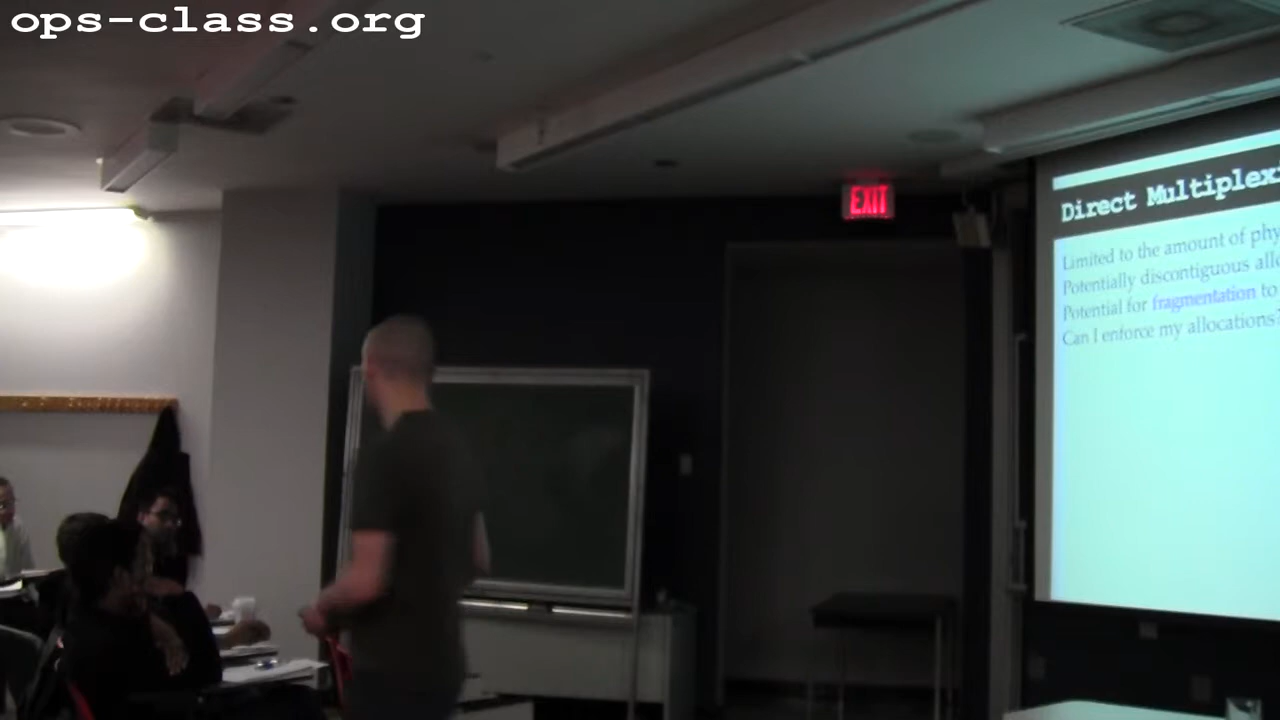 ops-class.org
EXIT
Direct Multiplexi
Limited to the amount of phy
Potentially discontiguous allo
Potential for fragmentation to
Can I enforce my allocations?